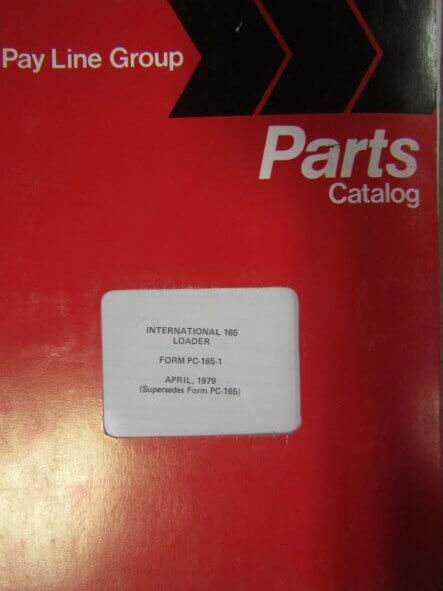 Pay Line Group
Parts
Catalog
INTERNATIONAL 165
LOADER
FORM PC-165-1
APRIL, 1979
(Supersedes Form PC-165)